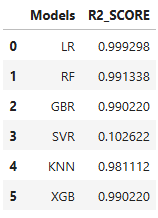 Models R2_SCORE
0 LR 0.999298
1 RF 0.991338
2 GBR 0.990220
3 SVR 0.102622
4 KNN 0.981112
5 XGB 0.990220